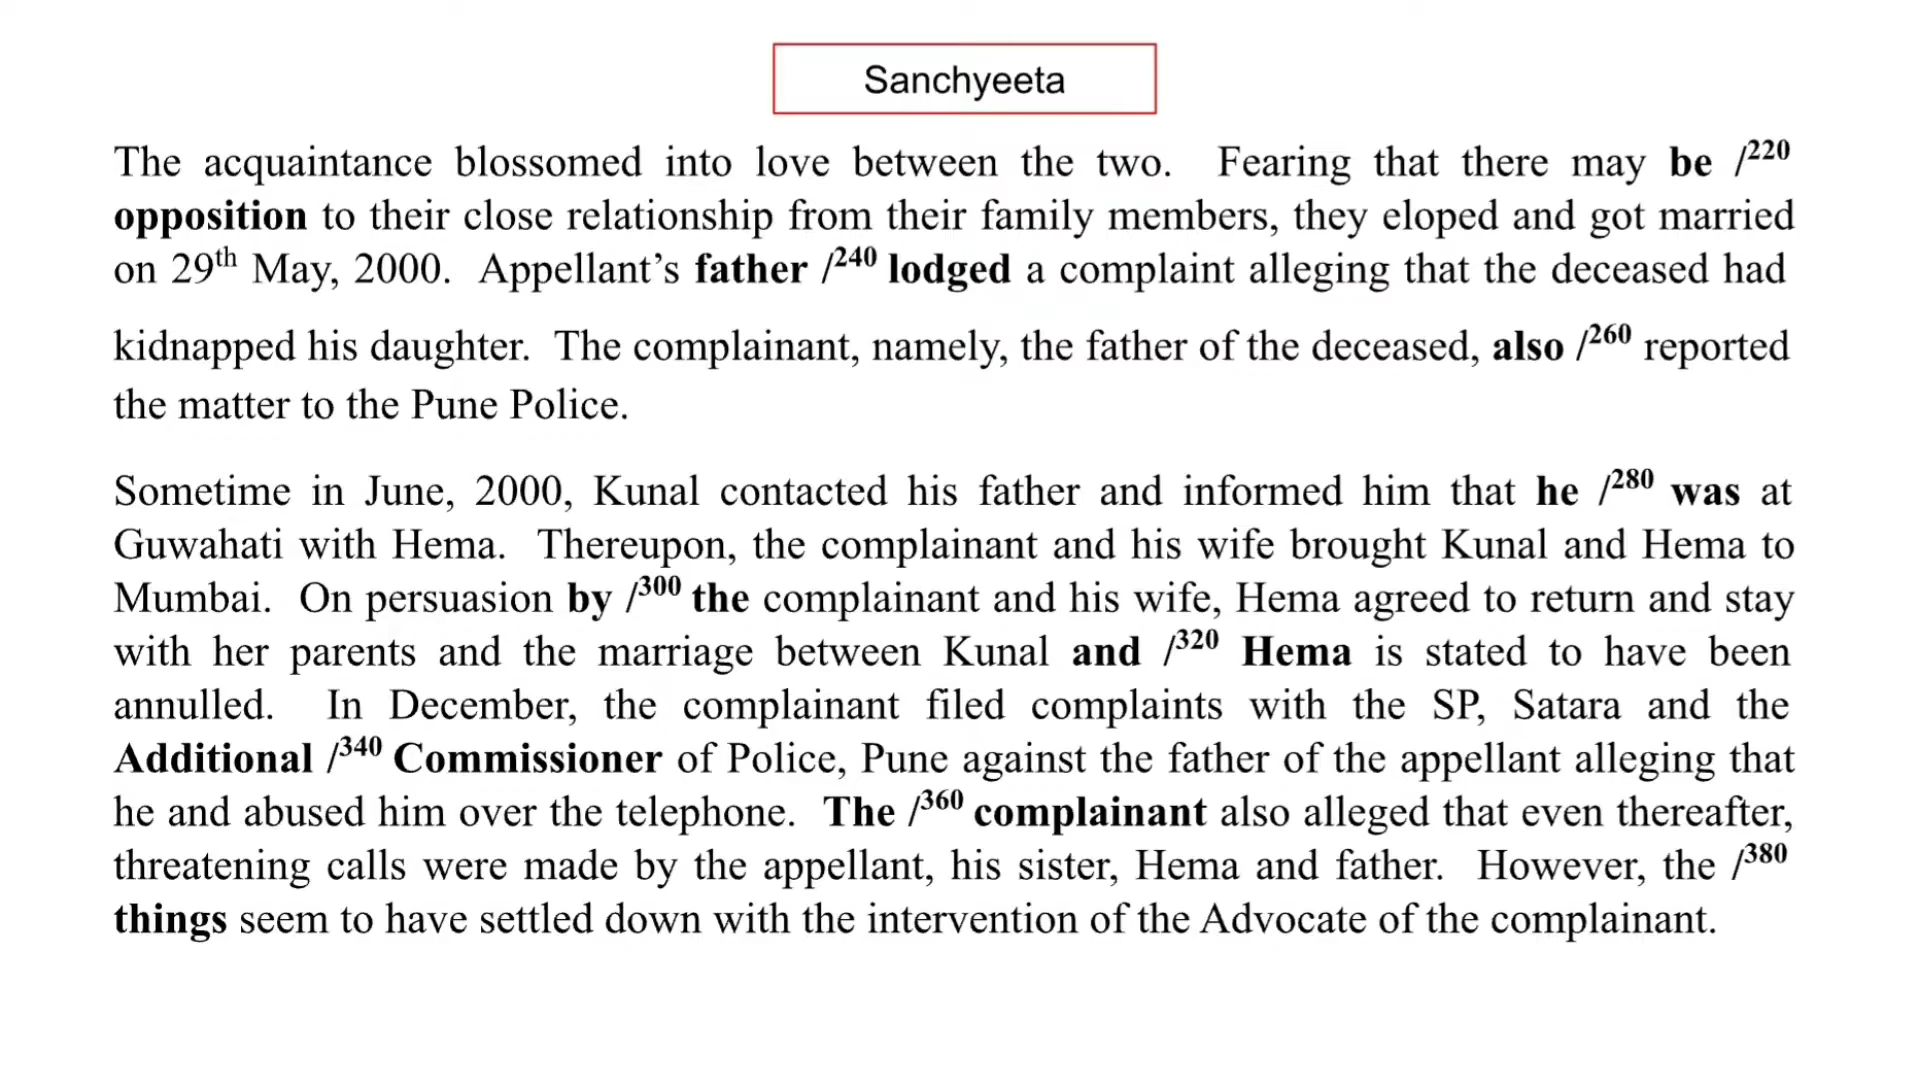 Sanchyeeta
The acquaintance blossomed into love between the two. Fearing that there may be /220
opposition to their close relationship from their family members, they eloped and got married
on 29th May, 2000. Appellant’s father /240 lodged a complaint alleging that the deceased had
kidnapped his daughter. The complainant, namely, the father of the deceased, also /260 reported
the matter to the Pune Police.
Sometime in June, 2000, Kunal contacted his father and informed him that he /280 was at
Guwahati with Hema. Thereupon, the complainant and his wife brought Kunal and Hema to
Mumbai. On persuasion by /300 the complainant and his wife, Hema agreed to return and stay
with her parents and the marriage between Kunal and /320 Hema is stated to have been
annulled. In December, the complainant filed complaints with the SP, Satara and the
Additional /340 Commissioner of Police, Pune against the father of the appellant alleging that
he and abused him over the telephone. The /360 complainant also alleged that even thereafter,
threatening calls were made by the appellant, his sister, Hema and father. However, the /380
things seem to have settled down with the intervention of the Advocate of the complainant.